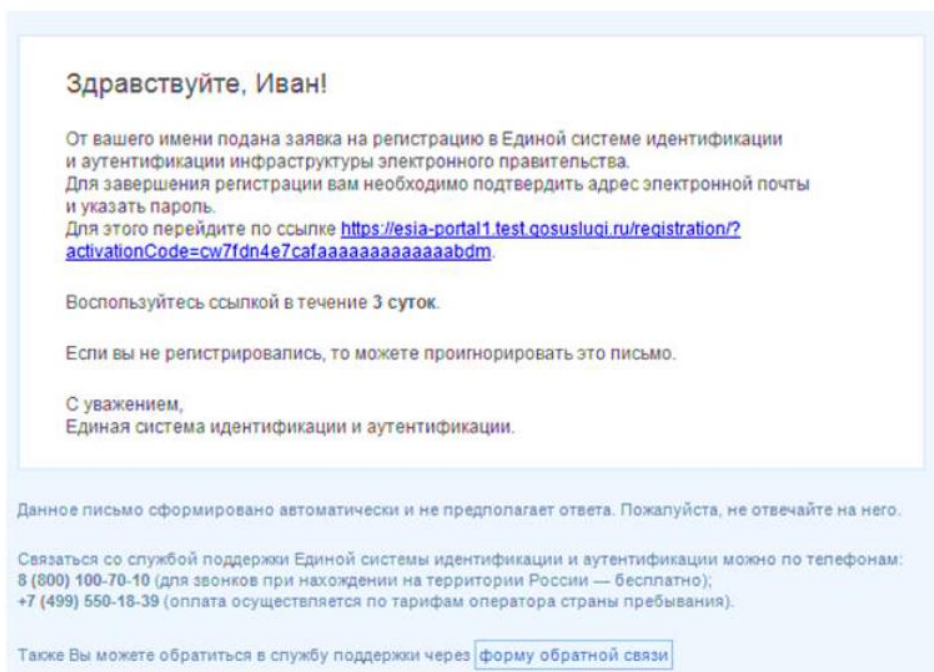 Здравствуйте, Иван!
От вашего имени подана заявка на регистрацию в Единой системе идентификации
и аутентификации инфраструктуры электронного правительства.
Для завершения регистрации вам необходимо подтвердить адрес электронной почты
и указать пароль.
Для этого перейдите по ссылке https://esia-portal1.test.gosuslugi.ru/registration/?
activationCode=cw7fdn4e7cafaaaaaaaaaaaaaabdm.
Воспользуйтесь ссылкой в течение 3 суток.
Если вы не регистрировались, то можете проигнорировать это письмо.
С уважением,
Единая система идентификации и аутентификации.
Данное письмо сформировано автоматически и не предполагает ответа. Пожалуйста, не отвечайте на него.
Связаться со службой поддержки Единой системы идентификации и аутентификации можно по телефонам:
8 (800) 100-70-10 (для звонков при нахождении на территории России — бесплатно);
+7 (499) 550-18-39 (оплата осуществляется по тарифам оператора страны пребывания).
Также Вы можете обратиться в службу поддержки через форму обратной связи